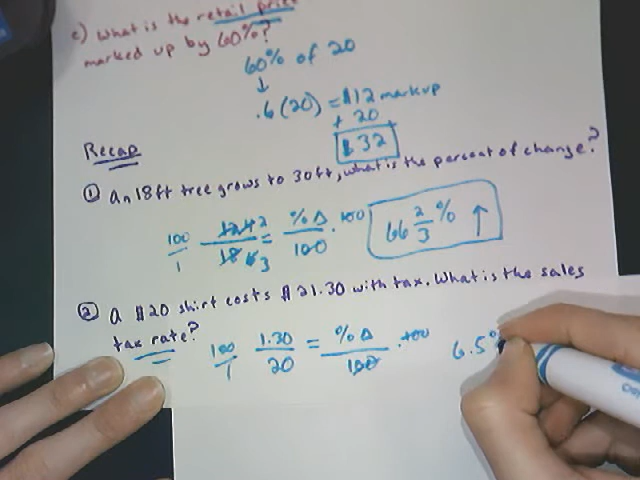 c) What is the retail price
marked up by 60%?
60% of 20
↓
.6(20) = $12 markup
+ 20
$32
Recap
① An 18ft tree grows to 30ft, what is the percent of change?
100/1 12/18 = %Δ/100 · 100 66 2/3 % ↑
2
3
② A $20 shirt costs $21.30 with tax. What is the sales
tax rate?
100/1 1.30/20 = %Δ/100 · 100 6.5%